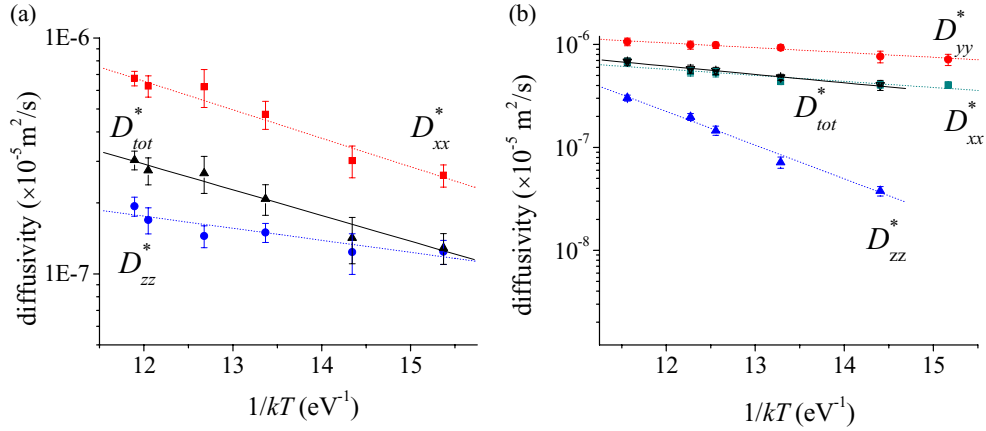 (a)
1E-6
1E-7
diffusivity (×10⁻⁵ m²/s)
D*tot
D*xx
D*zz
12 13 14 15
1/kT (eV⁻¹)
(b)
10⁻⁶
10⁻⁷
10⁻⁸
diffusivity (×10⁻⁵ m²/s)
D*yy
D*tot
D*xx
D*zz
12 13 14 15
1/kT (eV⁻¹)